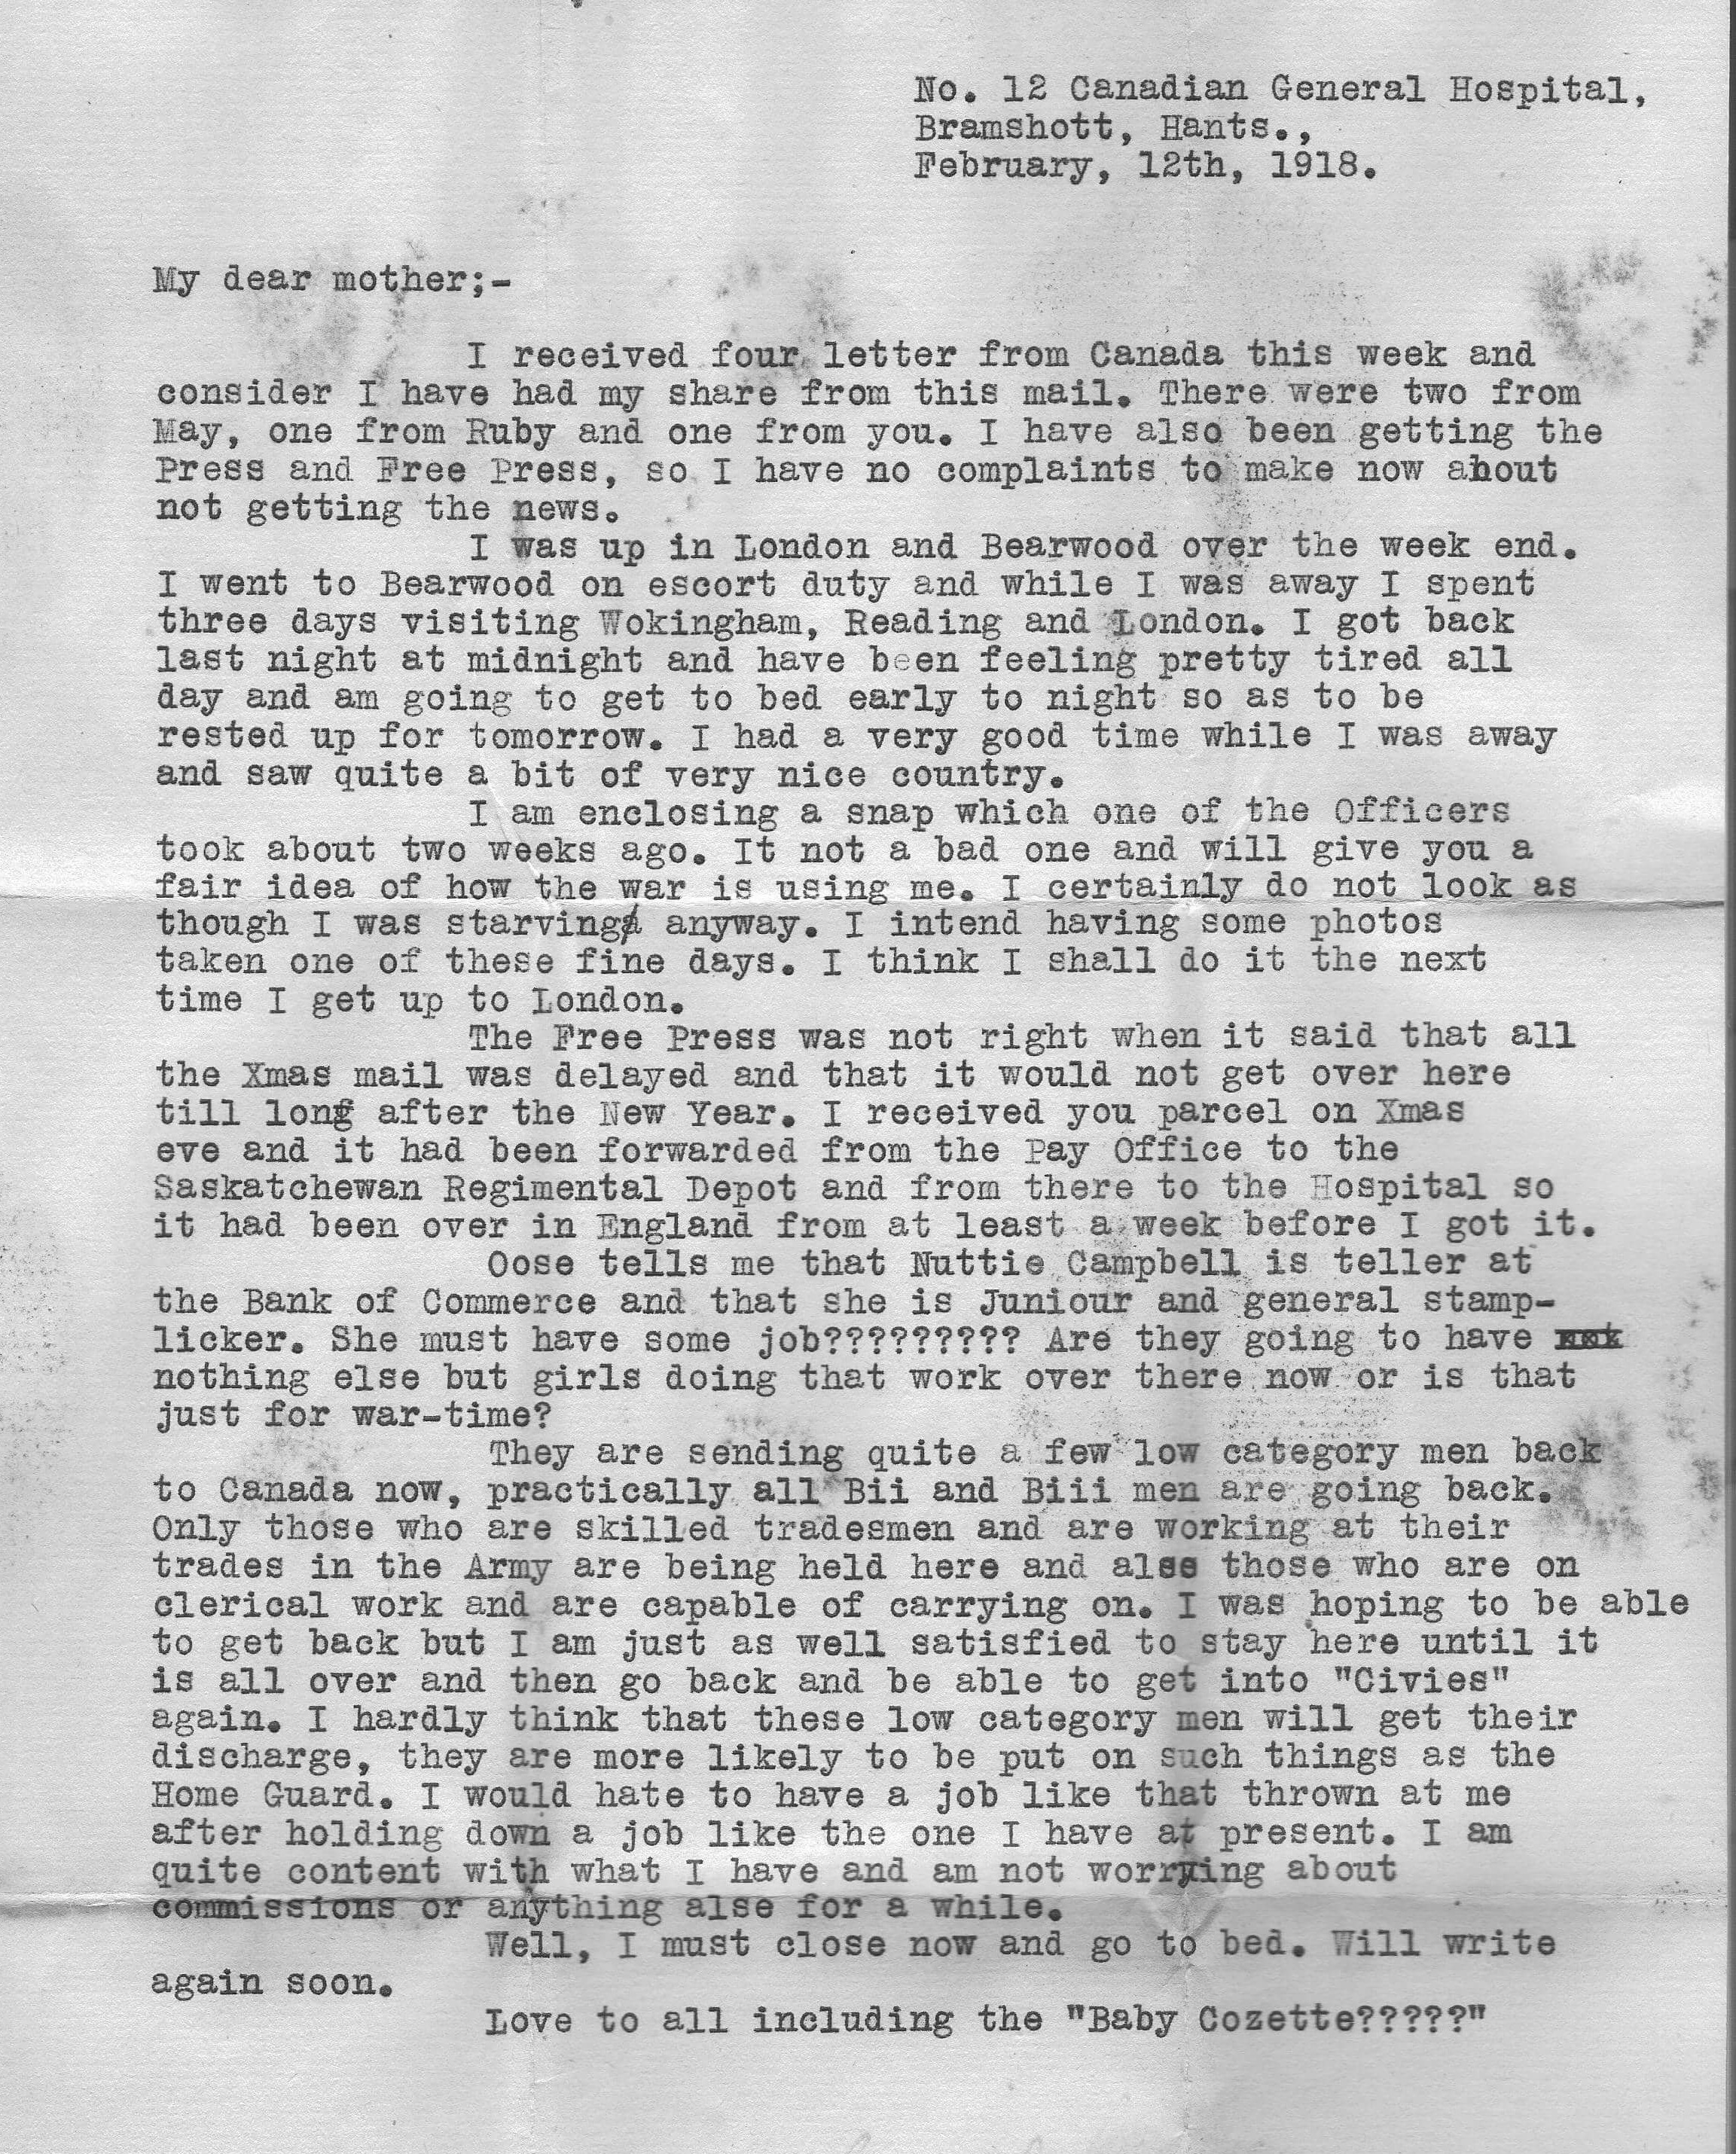 No. 12 Canadian General Hospital,
Bramshott, Hants.,
February, 12th, 1918.
My dear mother;-
I received four letter from Canada this week and
consider I have had my share from this mail. There were two from
May, one from Ruby and one from you. I have also been getting the
Press and Free Press, so I have no complaints to make now about
not getting the news.
I was up in London and Bearwood over the week end.
I went to Bearwood on escort duty and while I was away I spent
three days visiting Wokingham, Reading and London. I got back
last night at midnight and have been feeling pretty tired all
day and am going to get to bed early to night so as to be
rested up for tomorrow. I had a very good time while I was away
and saw quite a bit of very nice country.
I am enclosing a snap which one of the Officers
took about two weeks ago. It not a bad one and will give you a
fair idea of how the war is using me. I certainly do not look as
though I was starving anyway. I intend having some photos
taken one of these fine days. I think I shall do it the next
time I get up to London.
The Free Press was not right when it said that all
the Xmas mail was delayed and that it would not get over here
till long after the New Year. I received you parcel on Xmas
eve and it had been forwarded from the Pay Office to the
Saskatchewan Regimental Depot and from there to the Hospital so
it had been over in England from at least a week before I got it.
Oose tells me that Nuttie Campbell is teller at
the Bank of Commerce and that she is Juniour and general stamp-
licker. She must have some job????????? Are they going to have
nothing else but girls doing that work over there now or is that
just for war-time?
They are sending quite a few low category men back
to Canada now, practically all Bii and Biii men are going back.
Only those who are skilled tradesmen and are working at their
trades in the Army are being held here and also those who are on
clerical work and are capable of carrying on. I was hoping to be able
to get back but I am just as well satisfied to stay here until it
is all over and then go back and be able to get into "Civies"
again. I hardly think that these low category men will get their
discharge, they are more likely to be put on such things as the
Home Guard. I would hate to have a job like that thrown at me
after holding down a job like the one I have at present. I am
quite content with what I have and am not worrying about
commissions or anything alse for a while.
Well, I must close now and go to bed. Will write
again soon.
Love to all including the "Baby Cozette?????"